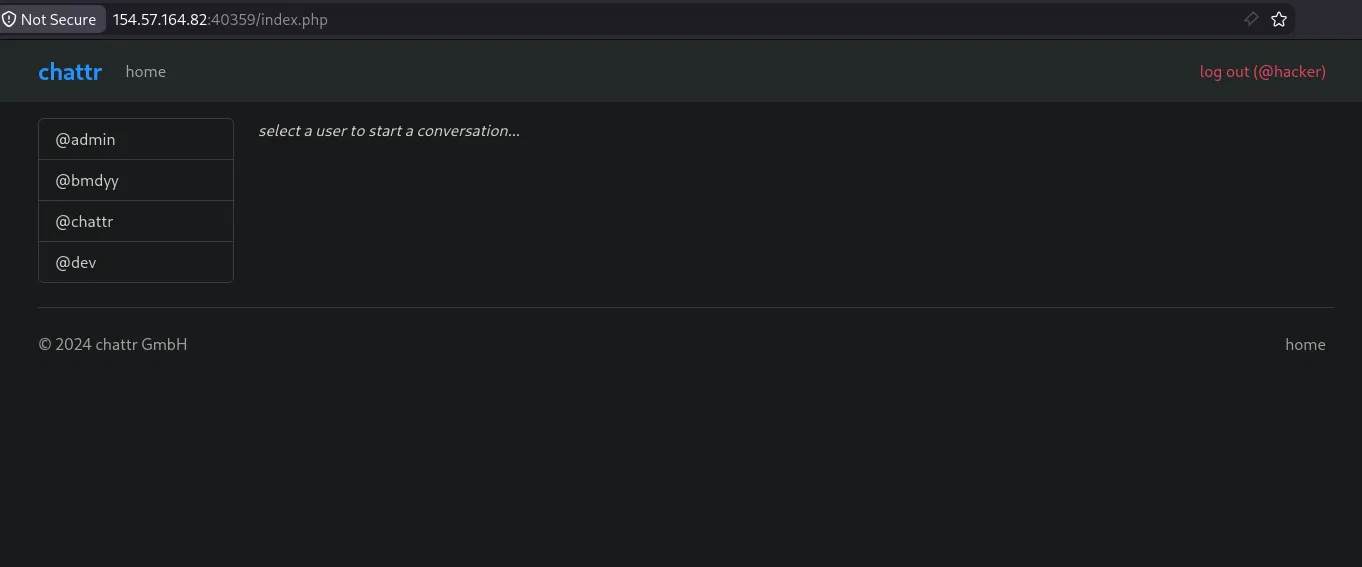 Not Secure 154.57.164.82:40359/index.php
chattr home log out (@hacker)
@admin select a user to start a conversation...
@bmdyy
@chattr
@dev
© 2024 chattr GmbH home